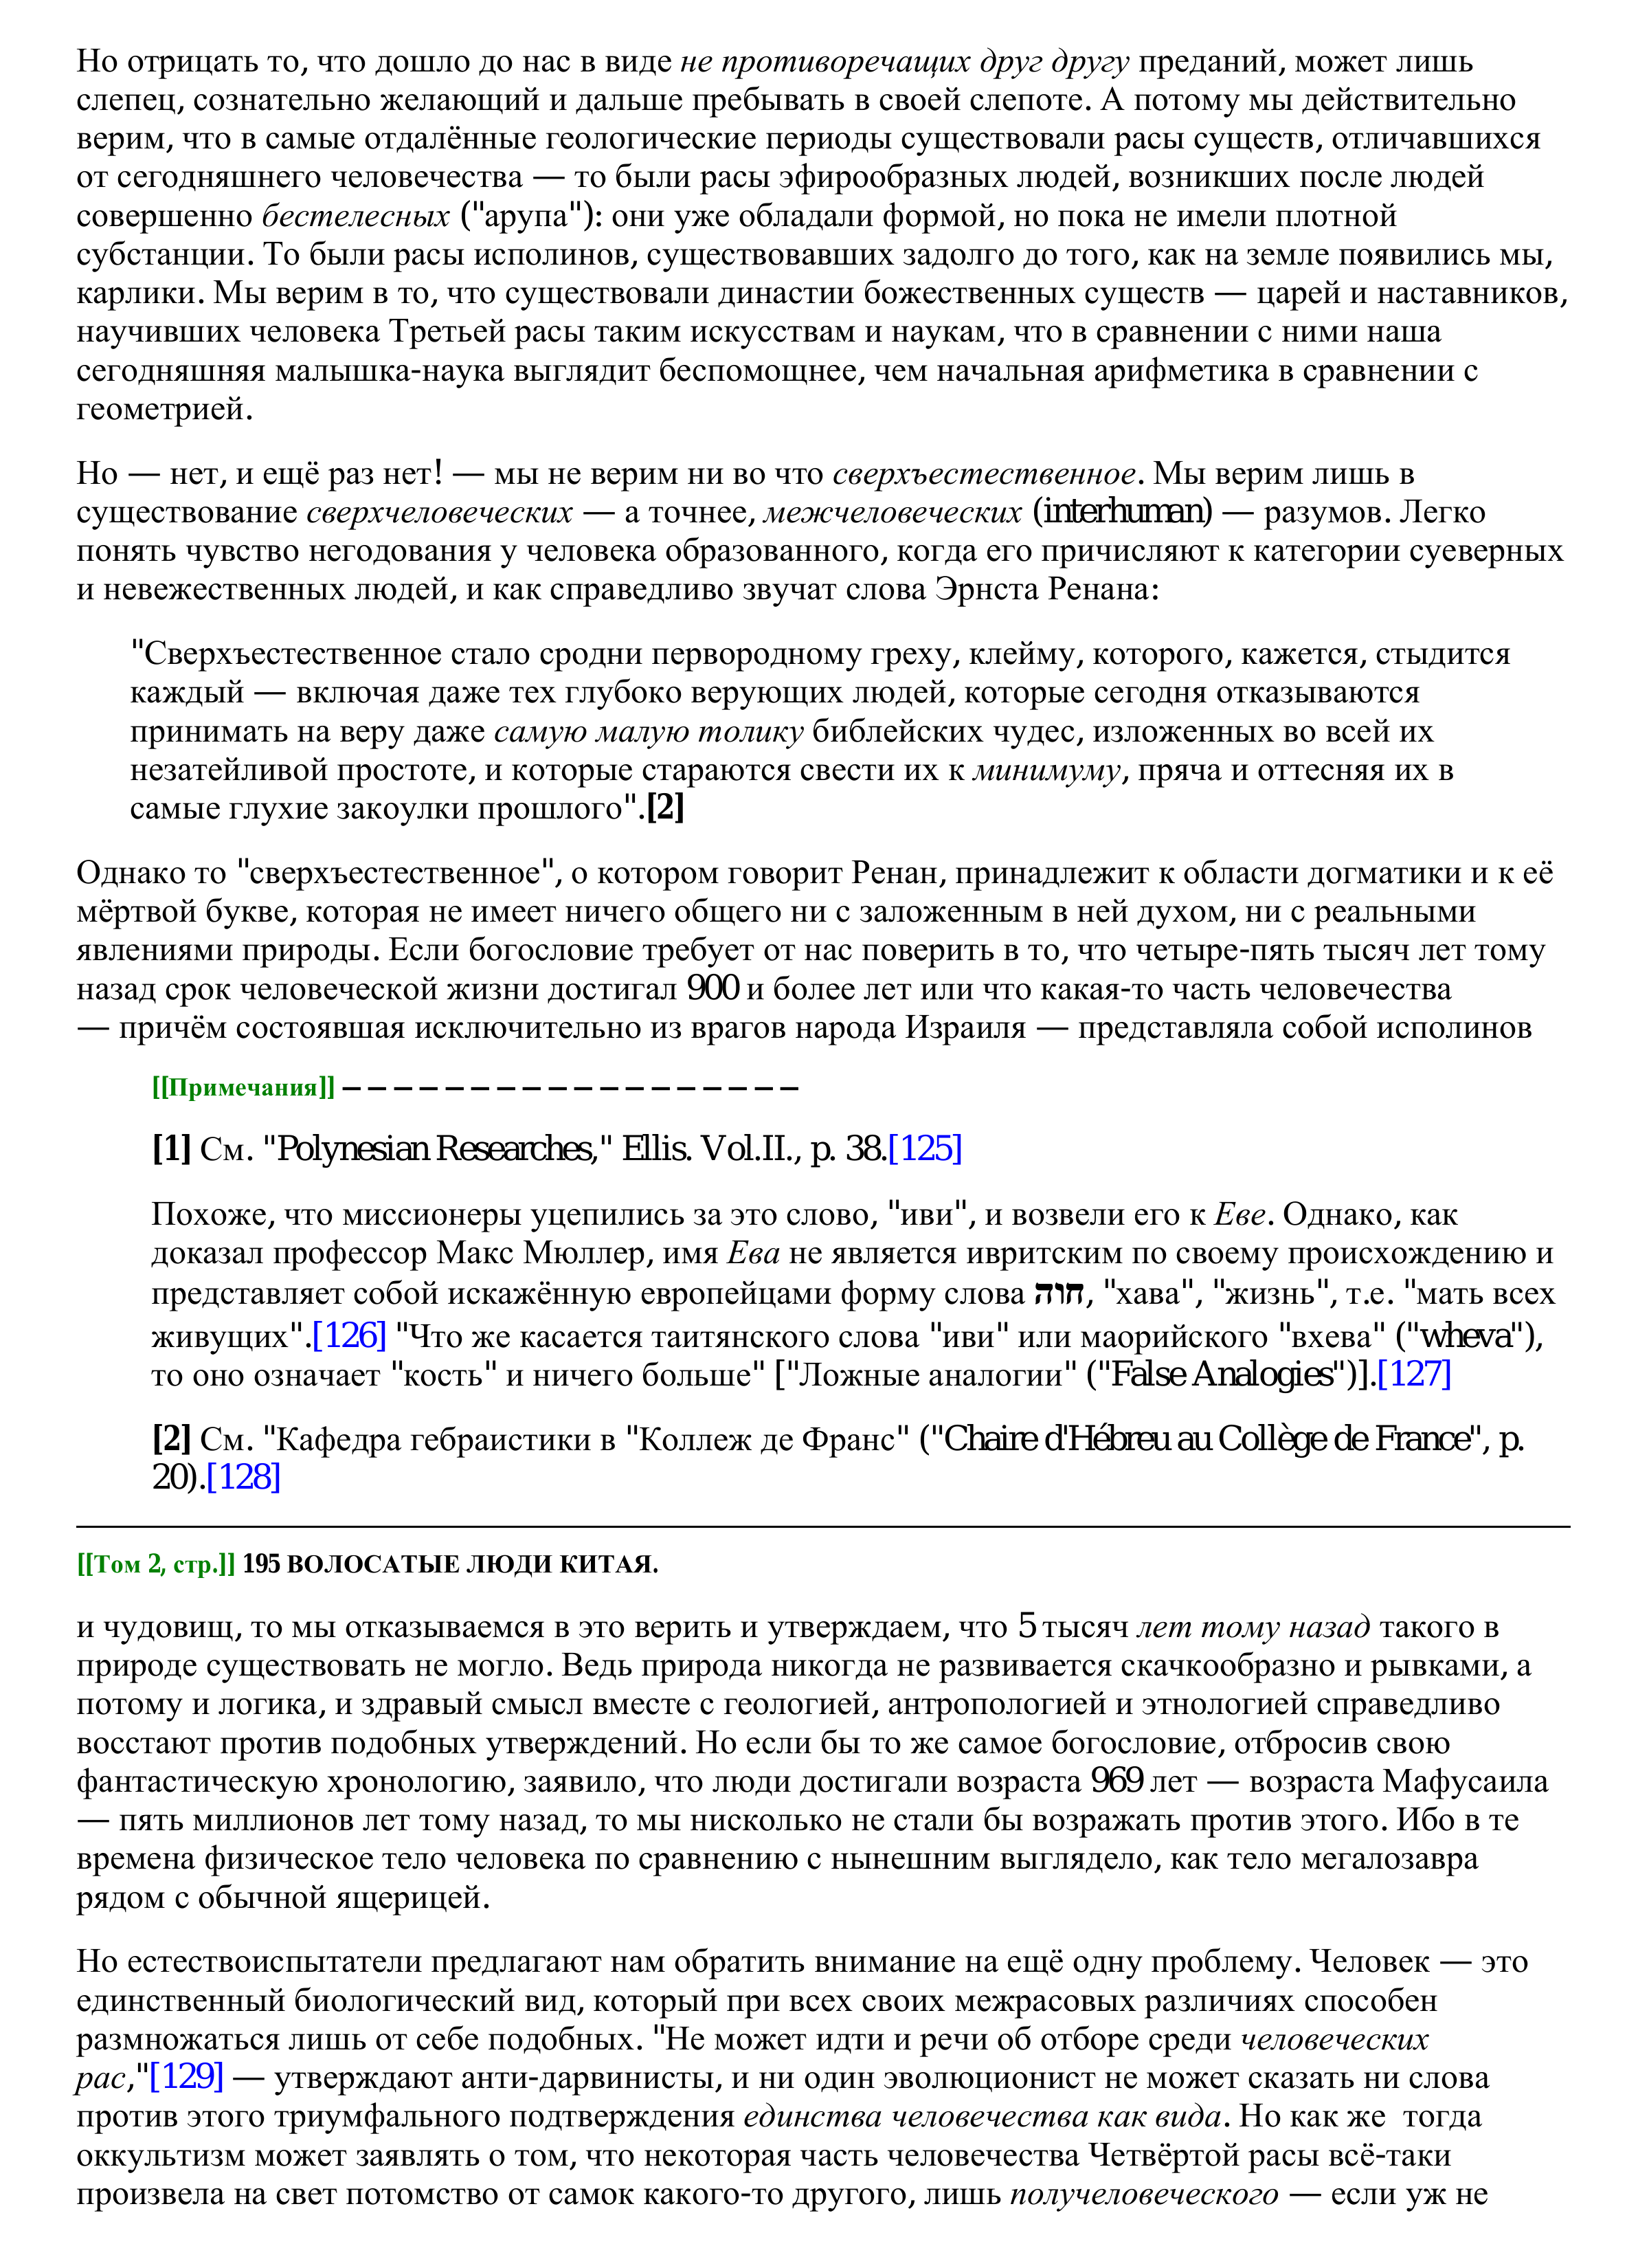 Но отрицать то, что дошло до нас в виде не противоречащих друг другу преданий, может лишь
слепец, сознательно желающий и дальше пребывать в своей слепоте. А потому мы действительно
верим, что в самые отдалённые геологические периоды существовали расы существ, отличавшихся
от сегодняшнего человечества — то были расы эфирообразных людей, возникших после людей
совершенно бестелесных ("арупа"): они уже обладали формой, но пока не имели плотной
субстанции. То были расы исполинов, существовавших задолго до того, как на земле появились мы,
карлики. Мы верим в то, что существовали династии божественных существ — царей и наставников,
научивших человека Третьей расы таким искусствам и наукам, что в сравнении с ними наша
сегодняшняя малышка-наука выглядит беспомощнее, чем начальная арифметика в сравнении с
геометрией.
Но — нет, и ещё раз нет! — мы не верим ни во что сверхъестественное. Мы верим лишь в
существование сверхчеловеческих — а точнее, межчеловеческих (interhuman) — разумов. Легко
понять чувство негодования у человека образованного, когда его причисляют к категории суеверных
и невежественных людей, и как справедливо звучат слова Эрнста Ренана:
"Сверхъестественное стало сродни первородному греху, клейму, которого, кажется, стыдится
каждый — включая даже тех глубоко верующих людей, которые сегодня отказываются
принимать на веру даже самую малую толику библейских чудес, изложенных во всей их
незатейливой простоте, и которые стараются свести их к минимуму, пряча и оттесняя их в
самые глухие закоулки прошлого".[2]
Однако то "сверхъестественное", о котором говорит Ренан, принадлежит к области догматики и к её
мёртвой букве, которая не имеет ничего общего ни с заложенным в ней духом, ни с реальными
явлениями природы. Если богословие требует от нас поверить в то, что четыре-пять тысяч лет тому
назад срок человеческой жизни достигал 900 и более лет или что какая-то часть человечества
— причём состоявшая исключительно из врагов народа Израиля — представляла собой исполинов
[[Примечания]] — — — — — — — — — — — — — — — — — —
[1] См. "Polynesian Researches," Ellis. Vol.II., p. 38.[125]
Похоже, что миссионеры уцепились за это слово, "иви", и возвели его к Еве. Однако, как
доказал профессор Макс Мюллер, имя Ева не является ивритским по своему происхождению и
представляет собой искажённую европейцами форму слова חוה, "хава", "жизнь", т.е. "мать всех
живущих".[126] "Что же касается таитянского слова "иви" или маорийского "вхева" ("wheva"),
то оно означает "кость" и ничего больше" ["Ложные аналогии" ("False Analogies")].[127]
[2] См. "Кафедра гебраистики в "Коллеж де Франс" ("Chaire d'Hébreu au Collège de France", p.
20).[128]
[[Том 2, стр.]] 195 ВОЛОСАТЫЕ ЛЮДИ КИТАЯ.
и чудовищ, то мы отказываемся в это верить и утверждаем, что 5 тысяч лет тому назад такого в
природе существовать не могло. Ведь природа никогда не развивается скачкообразно и рывками, а
потому и логика, и здравый смысл вместе с геологией, антропологией и этнологией справедливо
восстают против подобных утверждений. Но если бы то же самое богословие, отбросив свою
фантастическую хронологию, заявило, что люди достигали возраста 969 лет — возраста Мафусаила
— пять миллионов лет тому назад, то мы нисколько не стали бы возражать против этого. Ибо в те
времена физическое тело человека по сравнению с нынешним выглядело, как тело мегалозавра
рядом с обычной ящерицей.
Но естествоиспытатели предлагают нам обратить внимание на ещё одну проблему. Человек — это
единственный биологический вид, который при всех своих межрасовых различиях способен
размножаться лишь от себе подобных. "Не может идти и речи об отборе среди человеческих
рас,"[129] — утверждают анти-дарвинисты, и ни один эволюционист не может сказать ни слова
против этого триумфального подтверждения единства человечества как вида. Но как же  тогда
оккультизм может заявлять о том, что некоторая часть человечества Четвёртой расы всё-таки
произвела на свет потомство от самок какого-то другого, лишь получеловеческого — если уж не